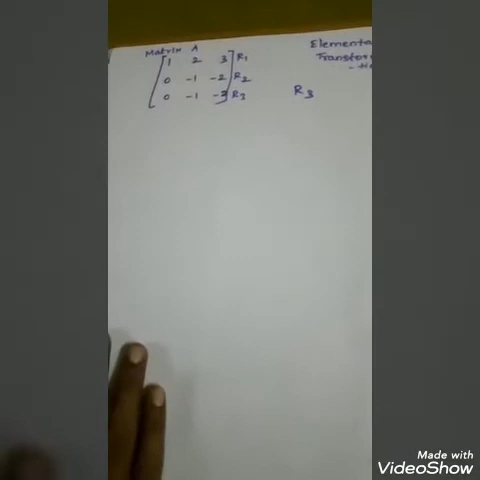 Matrix A
1 2 3 R1
0 -1 -2 R2
0 -1 -3 R3
R3
Elementa
Transfor
Made with
VideoShow